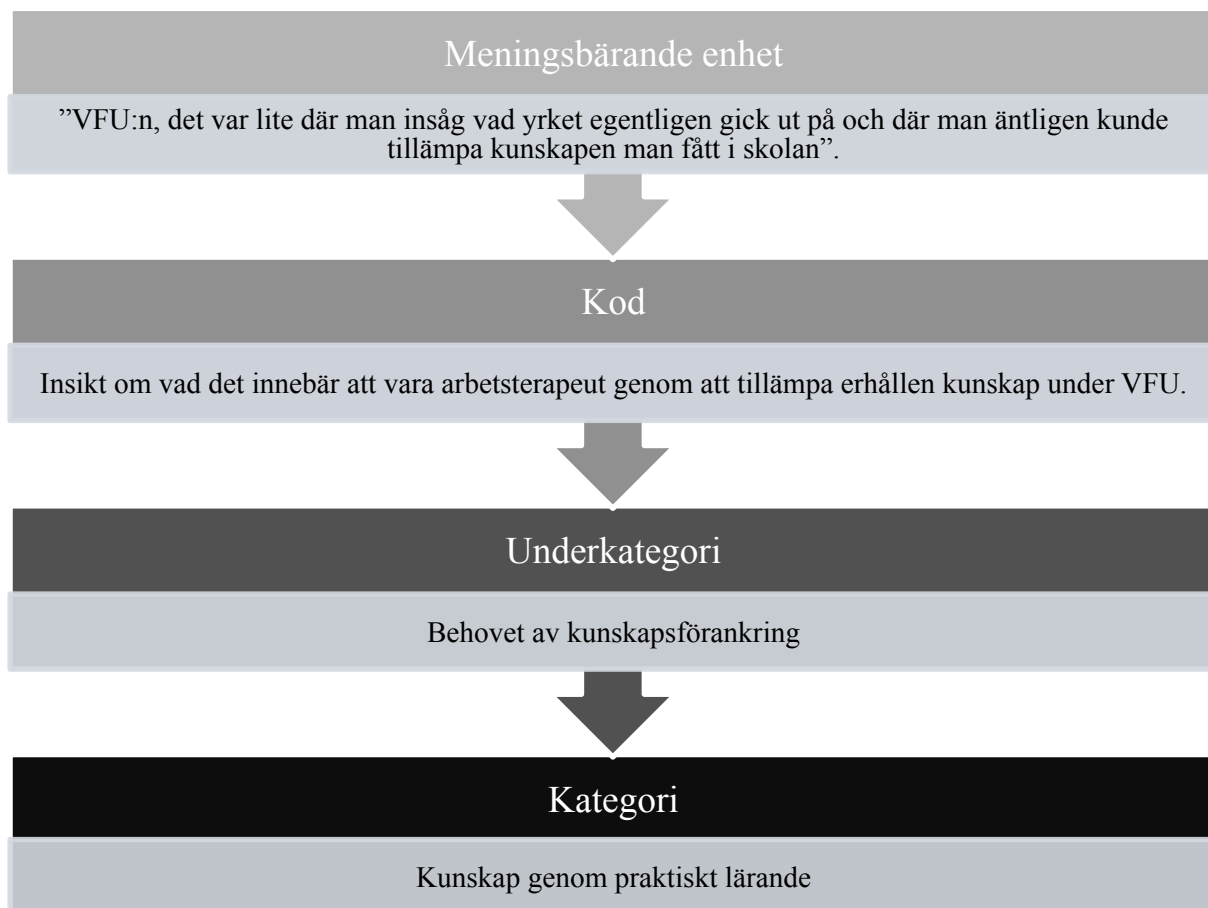 Meningsbärande enhet
”VFU:n, det var lite där man insåg vad yrket egentligen gick ut på och där man äntligen kunde
tillämpa kunskapen man fått i skolan”.
Kod
Insikt om vad det innebär att vara arbetsterapeut genom att tillämpa erhållen kunskap under VFU.
Underkategori
Behovet av kunskapsförankring
Kategori
Kunskap genom praktiskt lärande